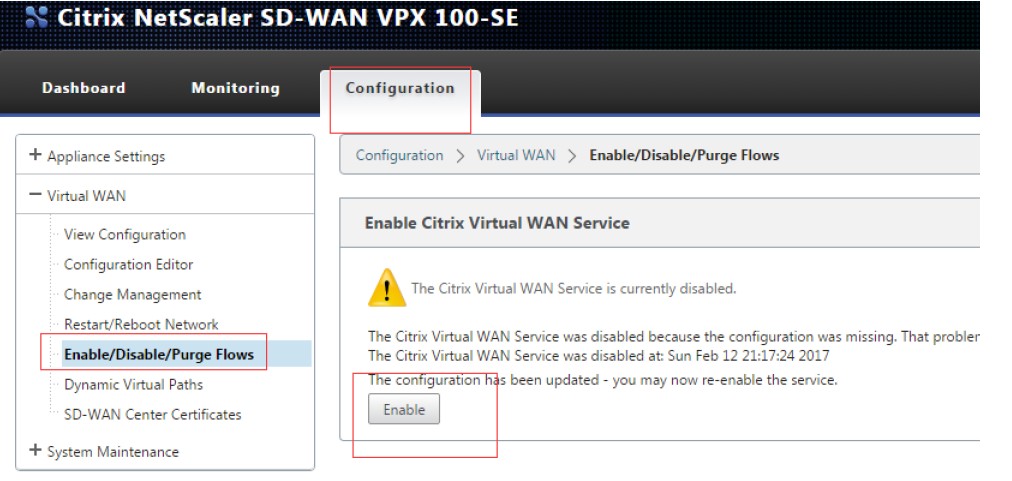 Citrix NetScaler SD-WAN VPX 100-SE
Dashboard Monitoring Configuration
+ Appliance Settings
− Virtual WAN
View Configuration
Configuration Editor
Change Management
Restart/Reboot Network
Enable/Disable/Purge Flows
Dynamic Virtual Paths
SD-WAN Center Certificates
+ System Maintenance
Configuration > Virtual WAN > Enable/Disable/Purge Flows
Enable Citrix Virtual WAN Service
The Citrix Virtual WAN Service is currently disabled.
The Citrix Virtual WAN Service was disabled because the configuration was missing. That probler
The Citrix Virtual WAN Service was disabled at: Sun Feb 12 21:17:24 2017
The configuration has been updated - you may now re-enable the service.
Enable